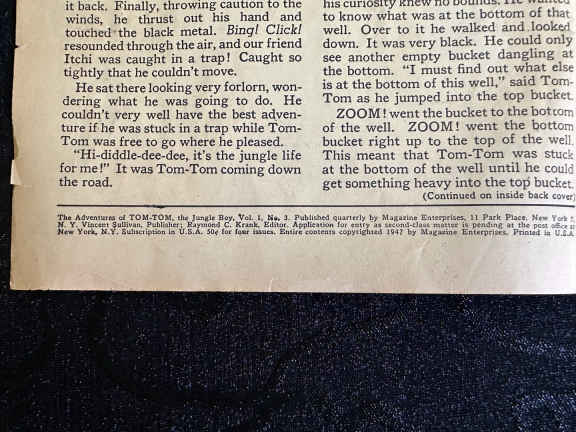 it back. Finally, throwing caution to the
winds, he thrust out his hand and
touched the black metal. Bing! Click!
resounded through the air, and our friend
Itchi was caught in a trap! Caught so
tightly that he couldn't move.
He sat there looking very forlorn, won-
dering what he was going to do. He
couldn't very well have the best adven-
ture if he was stuck in a trap while Tom-
Tom was free to go where he pleased.
"Hi-diddle-dee-dee, it's the jungle life
for me!" It was Tom-Tom coming down
the road.
his curiosity knew no bounds. He wanted
to know what was at the bottom of that
well. Over to it he walked and looked
down. It was very black. He could only
see another empty bucket dangling at
the bottom. "I must find out what else
is at the bottom of this well," said Tom-
Tom as he jumped into the top bucket.
ZOOM! went the bucket to the bottom
of the well. ZOOM! went the bottom
bucket right up to the top of the well.
This meant that Tom-Tom was stuck
at the bottom of the well until he could
get something heavy into the top bucket.
(Continued on inside back cover)
The Adventures of TOM-TOM, the Jungle Boy, Vol. 1, No. 3. Published quarterly by Magazine Enterprises, 11 Park Place, New York
N. Y. Vincent Sullivan, Publisher; Raymond C. Krank, Editor. Application for entry as second-class matter is pending at the post office at
New York, N.Y. Subscription in U.S.A. 50¢ for four issues. Entire contents copyrighted 1947 by Magazine Enterprises. Printed in U.S.A.